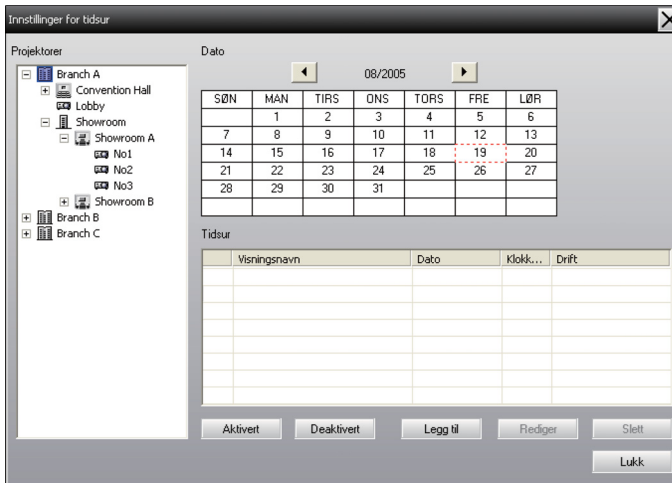 Innstillinger for tidsur
Projektorer
Branch A
Convention Hall
Lobby
Showroom
Showroom A
No1
No2
No3
Showroom B
Branch B
Branch C
Dato
08/2005
SØN MAN TIRS ONS TORS FRE LØR
1 2 3 4 5 6
7 8 9 10 11 12 13
14 15 16 17 18 19 20
21 22 23 24 25 26 27
28 29 30 31
Tidsur
Visningsnavn Dato Klokk... Drift
Aktivert Deaktivert Legg til Rediger Slett
Lukk